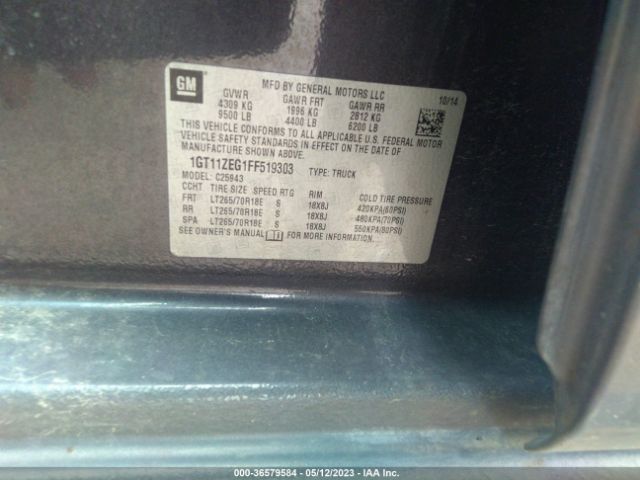 GM
MFD BY GENERAL MOTORS LLC
10/14
GVWR GAWR FRT GAWR RR
4309 KG 1996 KG 2812 KG
9500 LB 4400 LB 6200 LB
THIS VEHICLE CONFORMS TO ALL APPLICABLE U.S. FEDERAL MOTOR
VEHICLE SAFETY STANDARDS IN EFFECT ON THE DATE OF
MANUFACTURE SHOWN ABOVE.
1GT11ZEG1FF519303 TYPE: TRUCK
MODEL: C25943
CCHT TIRE SIZE SPEED RTG RIM COLD TIRE PRESSURE
FRT LT265/70R18E S 18X8J 420KPA(60PSI)
RR LT265/70R18E S 18X8J 480KPA(70PSI)
SPA LT265/70R18E S 18X8J 550KPA(80PSI)
SEE OWNER'S MANUAL FOR MORE INFORMATION.
000-36579584 - 05/12/2023 - IAA Inc.